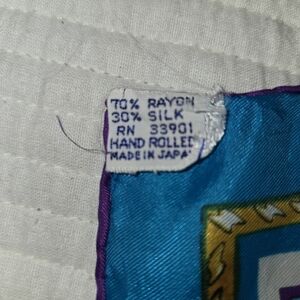 70% RAYON
30% SILK
RN 33901
HAND ROLLED
MADE IN JAPAN